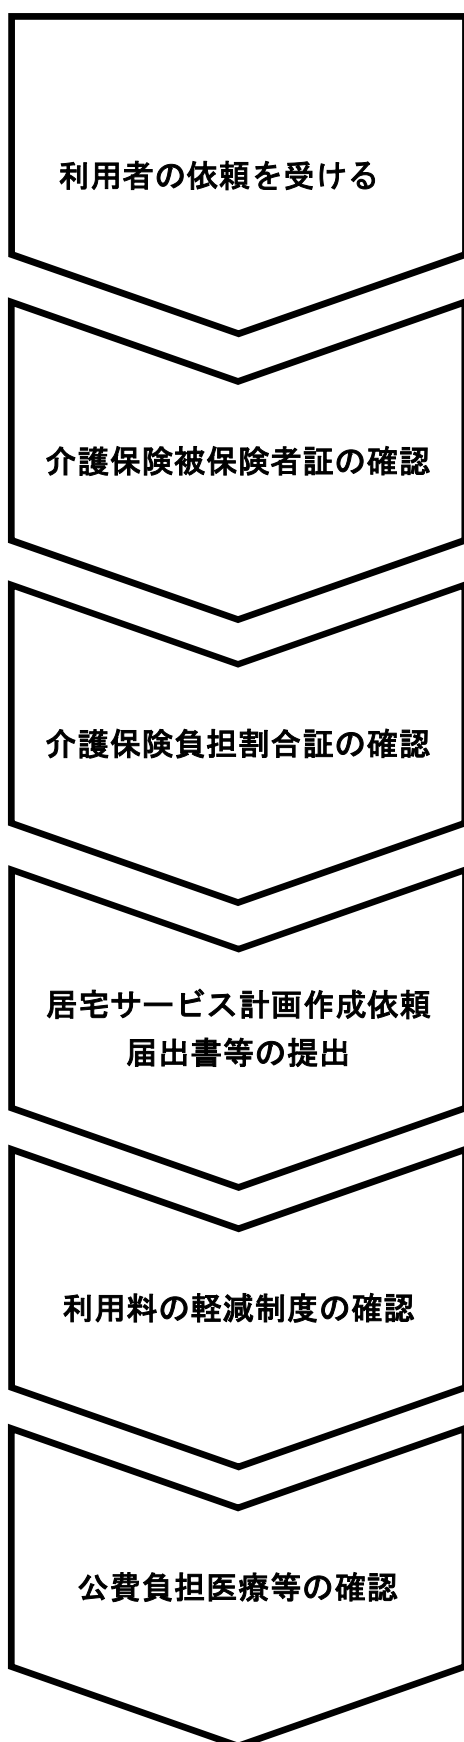 利用者の依頼を受ける
介護保険被保険者証の確認
介護保険負担割合証の確認
居宅サービス計画作成依頼
届出書等の提出
利用料の軽減制度の確認
公費負担医療等の確認